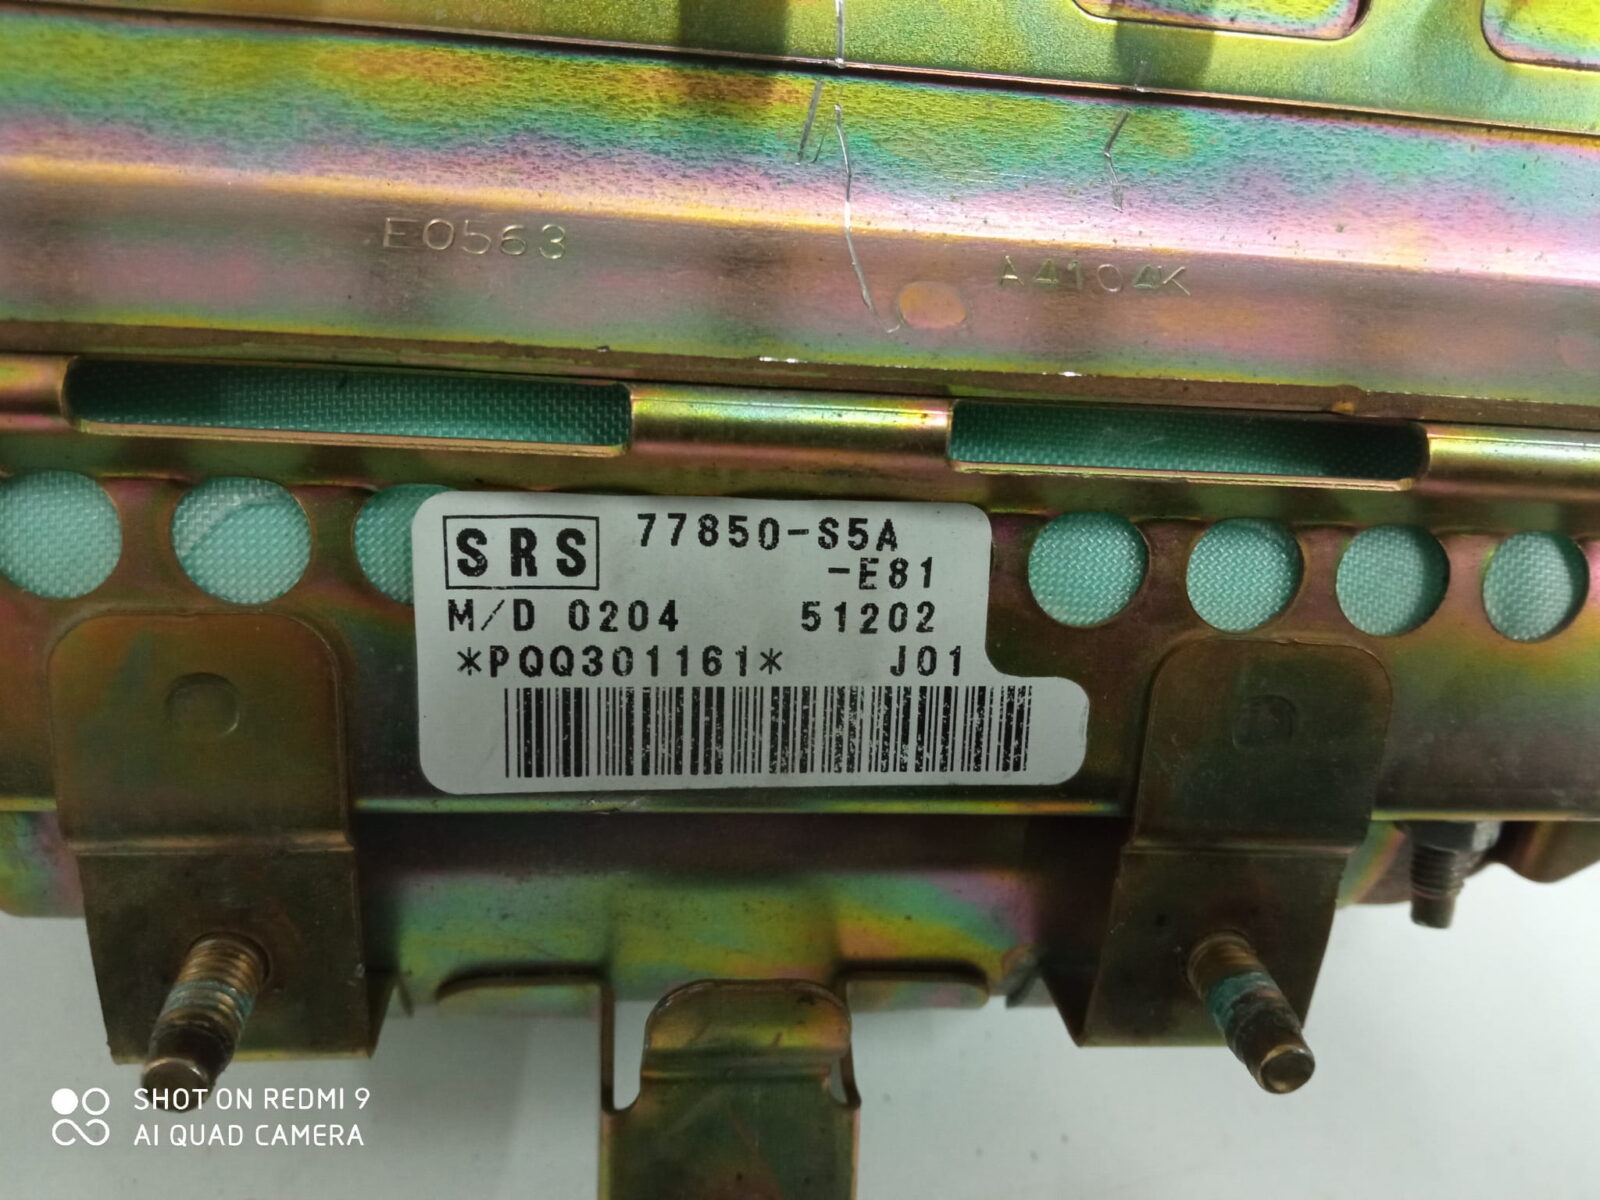 E0563
A4104K
SRS 77850-S5A
-E81
M/D 0204 51202
*PQQ301161* J01
SHOT ON REDMI 9
AI QUAD CAMERA